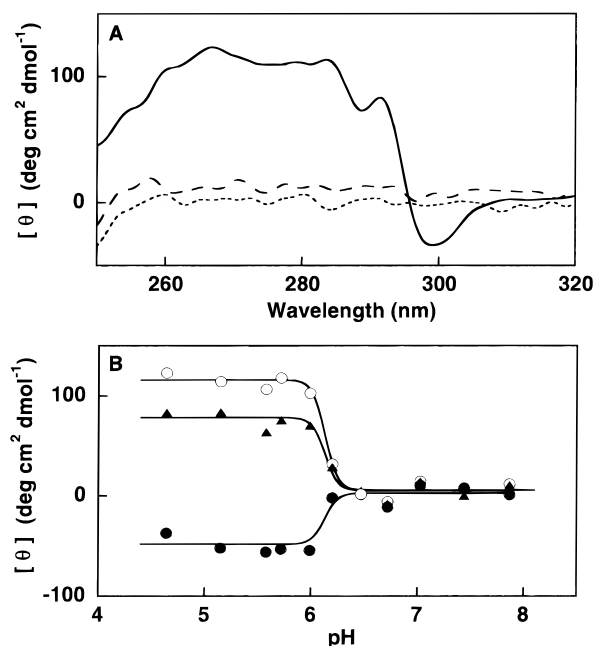 A
[θ] (deg cm² dmol⁻¹)
100
0
260
280
300
320
Wavelength (nm)
B
[θ] (deg cm² dmol⁻¹)
100
0
-100
4
5
6
7
8
pH